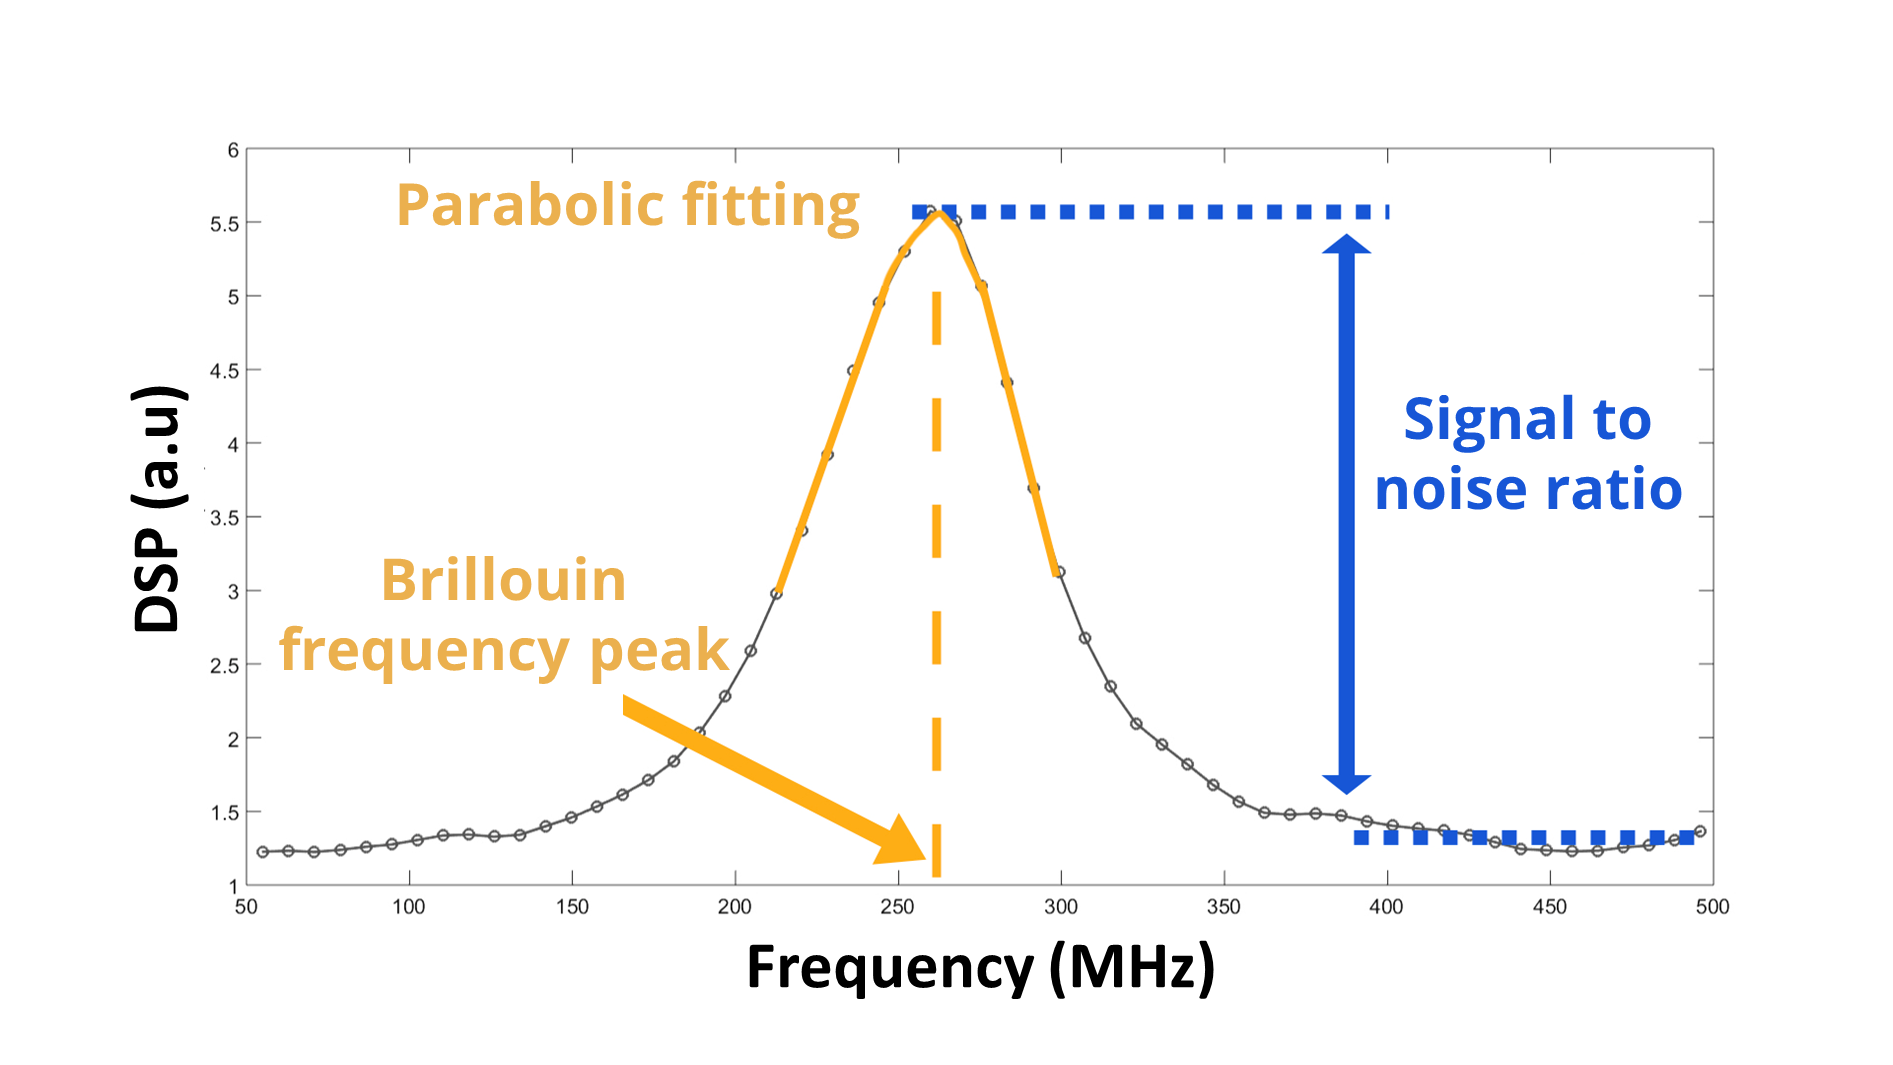 6
Parabolic fitting
5.5
5
4.5
Signal to
noise ratio
4
DSP (a.u)
3.5
Brillouin
frequency peak
3
2.5
2
1.5
1
50 100 150 200 250 300 350 400 450 500
Frequency (MHz)